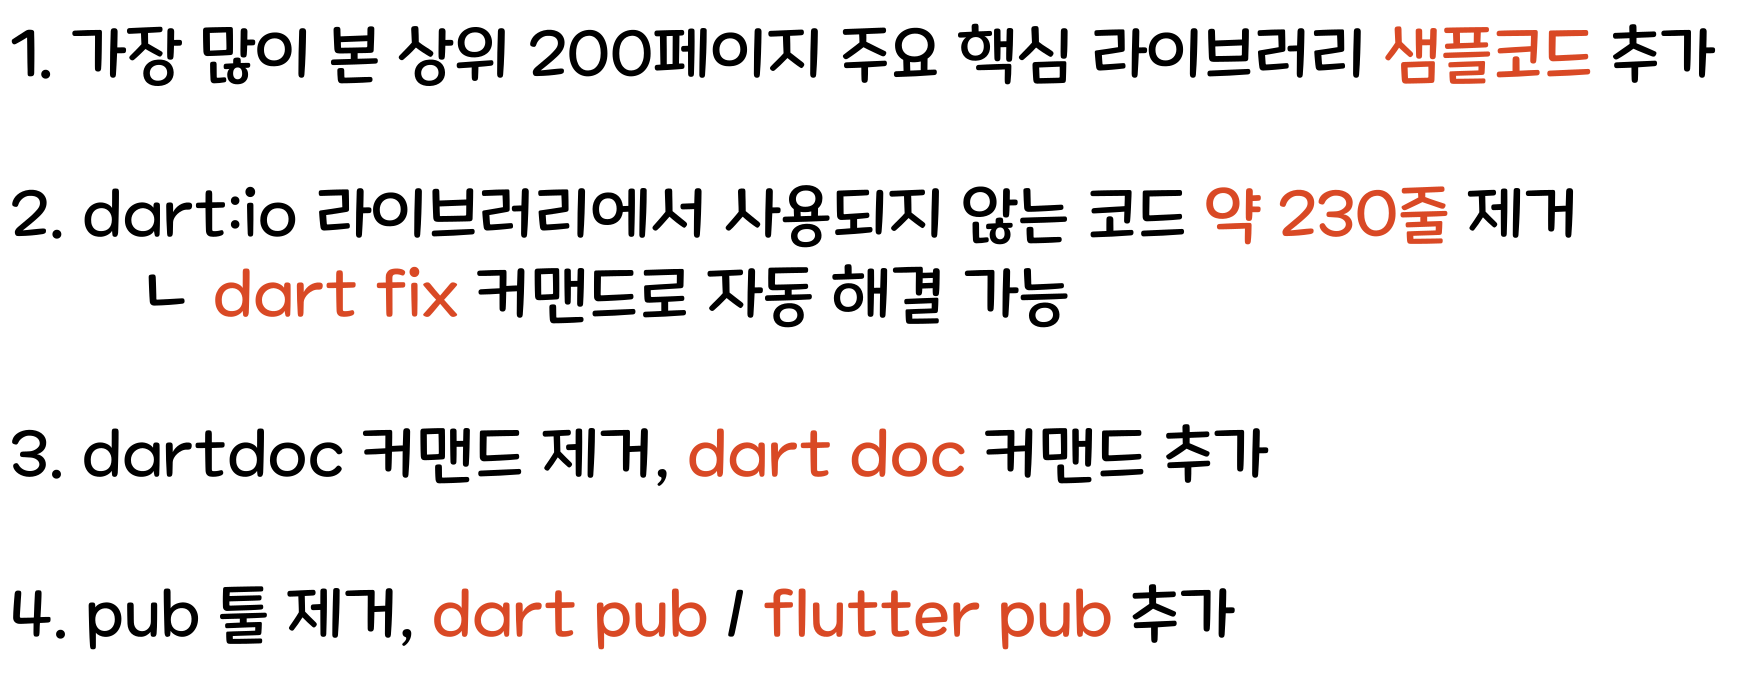 1. 가장 많이 본 상위 200페이지 주요 핵심 라이브러리 샘플코드 추가
2. dart:io 라이브러리에서 사용되지 않는 코드 약 230줄 제거
ㄴ dart fix 커맨드로 자동 해결 가능
3. dartdoc 커맨드 제거, dart doc 커맨드 추가
4. pub 툴 제거, dart pub / flutter pub 추가